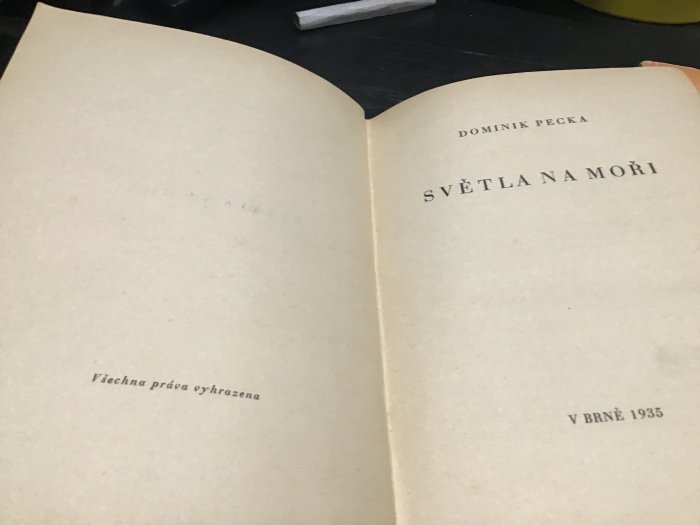 Všechna práva vyhrazena
DOMINIK PECKA
SVĚTLA NA MOŘI
V BRNĚ 1935